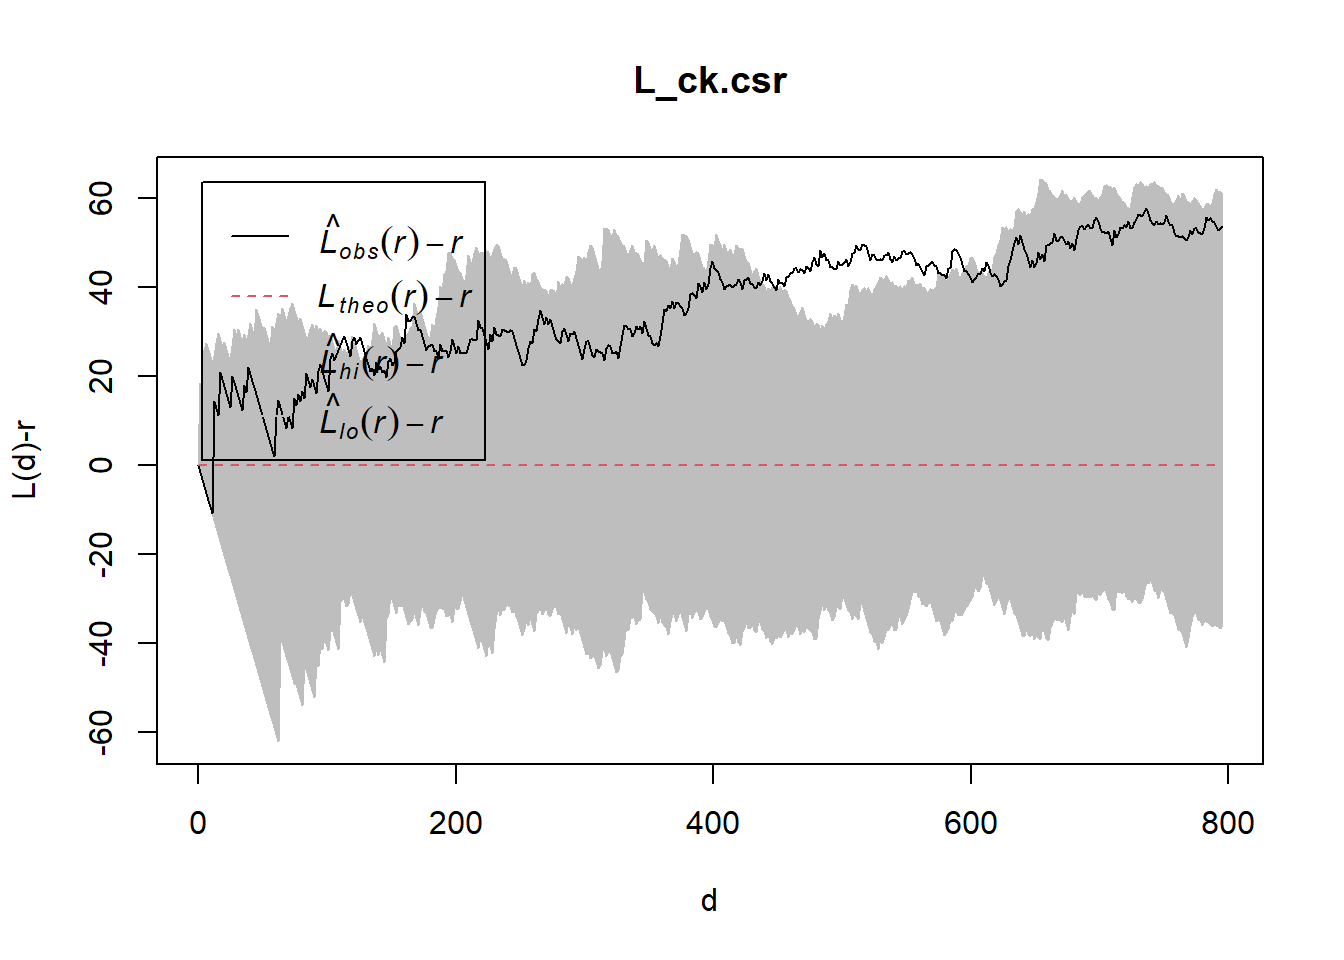 L_ck.csr
L(d)-r
60
40
20
0
-20
-40
-60
L̂obs(r) − r
Ltheo(r) − r
L̂hi(r) − r
L̂lo(r) − r
0 200 400 600 800
d